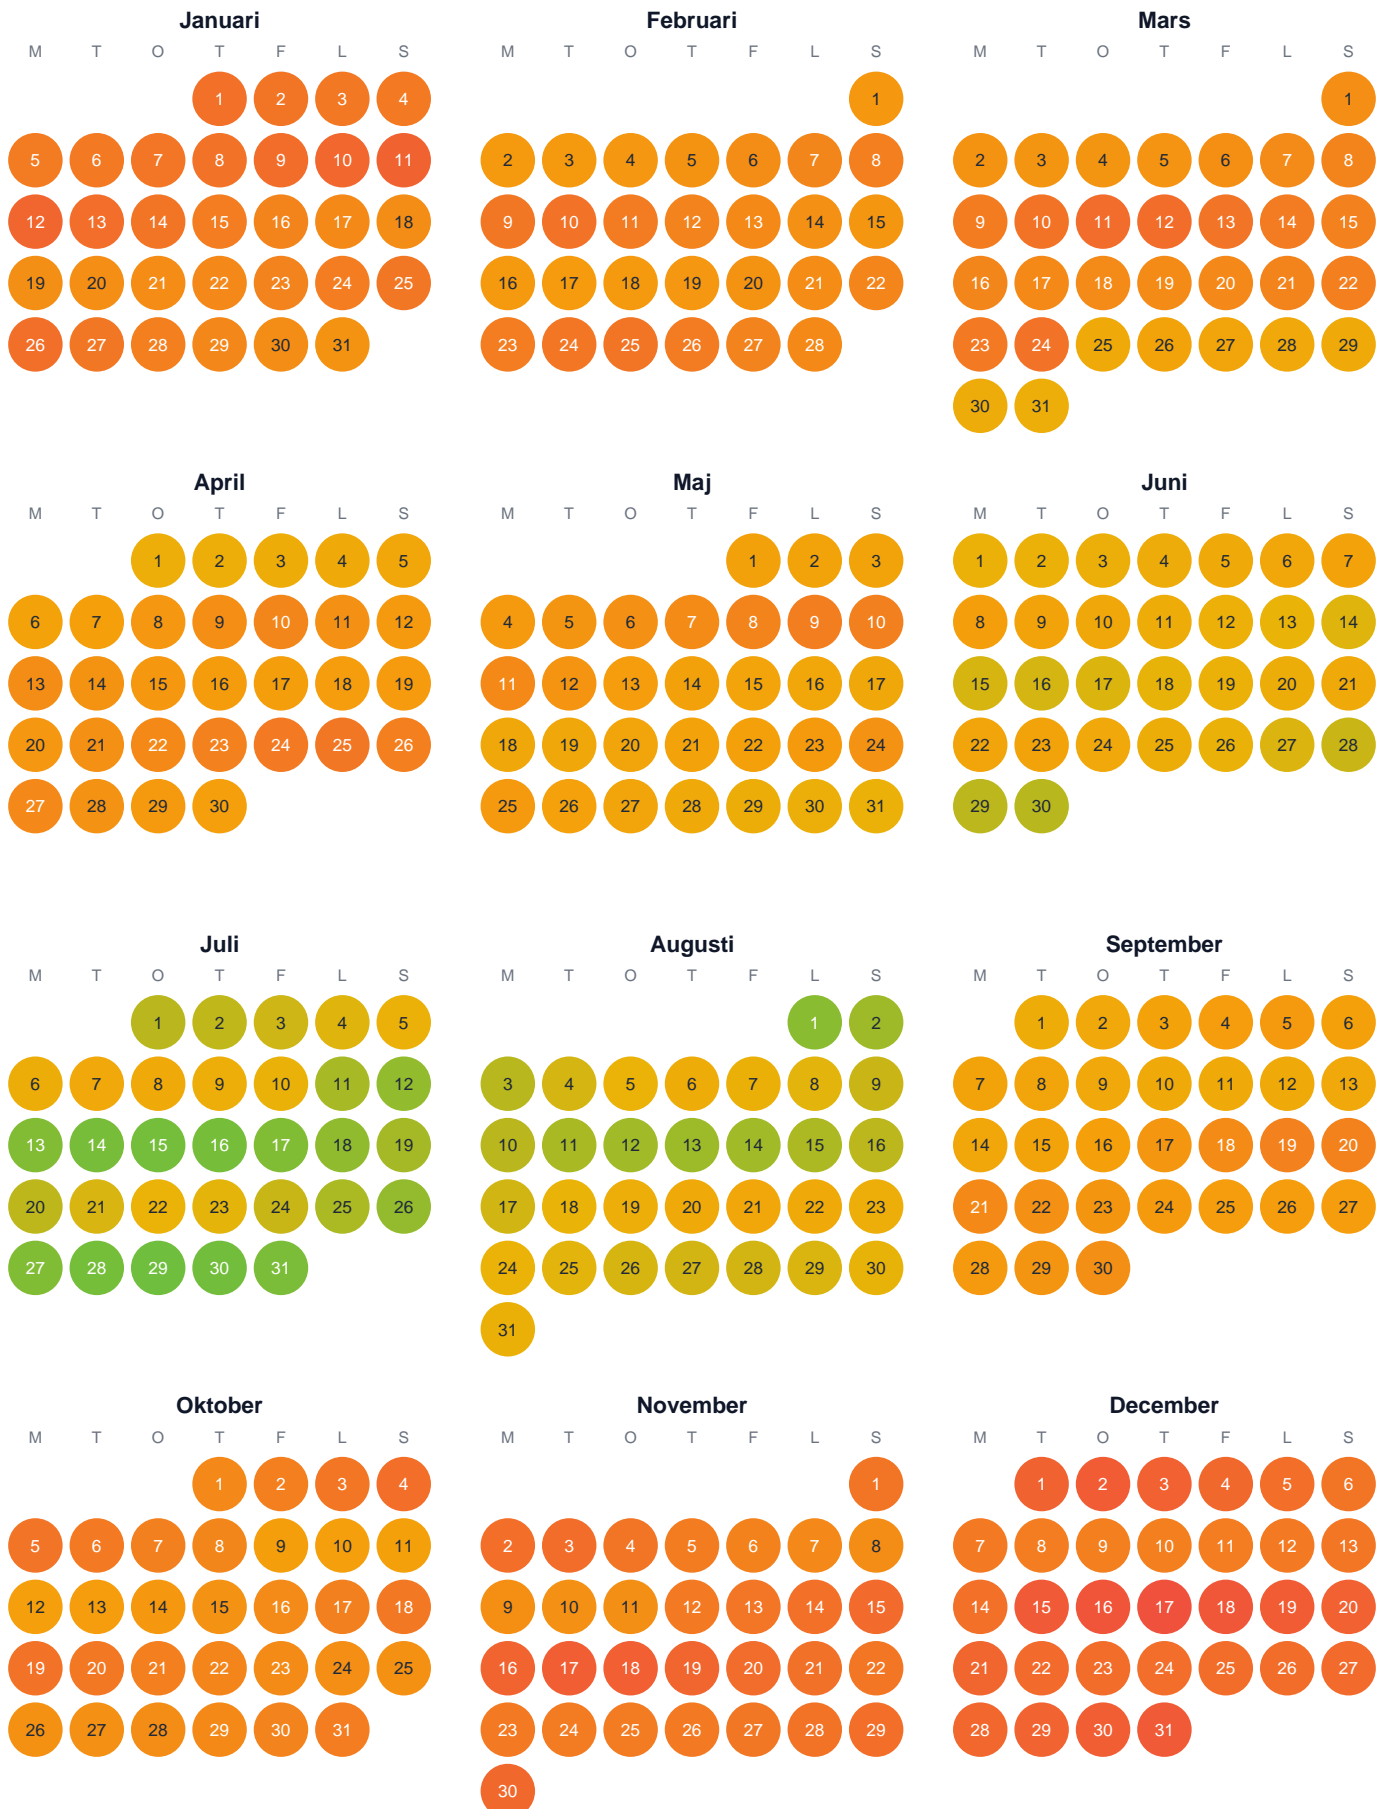 Januari Februari Mars
M T O T F L S M T O T F L S M T O T F L S
1 2 3 4 1 1
5 6 7 8 9 10 11 2 3 4 5 6 7 8 2 3 4 5 6 7 8
12 13 14 15 16 17 18 9 10 11 12 13 14 15 9 10 11 12 13 14 15
19 20 21 22 23 24 25 16 17 18 19 20 21 22 16 17 18 19 20 21 22
26 27 28 29 30 31 23 24 25 26 27 28 23 24 25 26 27 28 29
30 31
April Maj Juni
M T O T F L S M T O T F L S M T O T F L S
1 2 3 4 5 1 2 3 1 2 3 4 5 6 7
6 7 8 9 10 11 12 4 5 6 7 8 9 10 8 9 10 11 12 13 14
13 14 15 16 17 18 19 11 12 13 14 15 16 17 15 16 17 18 19 20 21
20 21 22 23 24 25 26 18 19 20 21 22 23 24 22 23 24 25 26 27 28
27 28 29 30 25 26 27 28 29 30 31 29 30
Juli Augusti September
M T O T F L S M T O T F L S M T O T F L S
1 2 3 4 5 1 2 1 2 3 4 5 6
6 7 8 9 10 11 12 3 4 5 6 7 8 9 7 8 9 10 11 12 13
13 14 15 16 17 18 19 10 11 12 13 14 15 16 14 15 16 17 18 19 20
20 21 22 23 24 25 26 17 18 19 20 21 22 23 21 22 23 24 25 26 27
27 28 29 30 31 24 25 26 27 28 29 30 28 29 30
31
Oktober November December
M T O T F L S M T O T F L S M T O T F L S
1 2 3 4 1 1 2 3 4 5 6
5 6 7 8 9 10 11 2 3 4 5 6 7 8 7 8 9 10 11 12 13
12 13 14 15 16 17 18 9 10 11 12 13 14 15 14 15 16 17 18 19 20
19 20 21 22 23 24 25 16 17 18 19 20 21 22 21 22 23 24 25 26 27
26 27 28 29 30 31 23 24 25 26 27 28 29 28 29 30 31
30